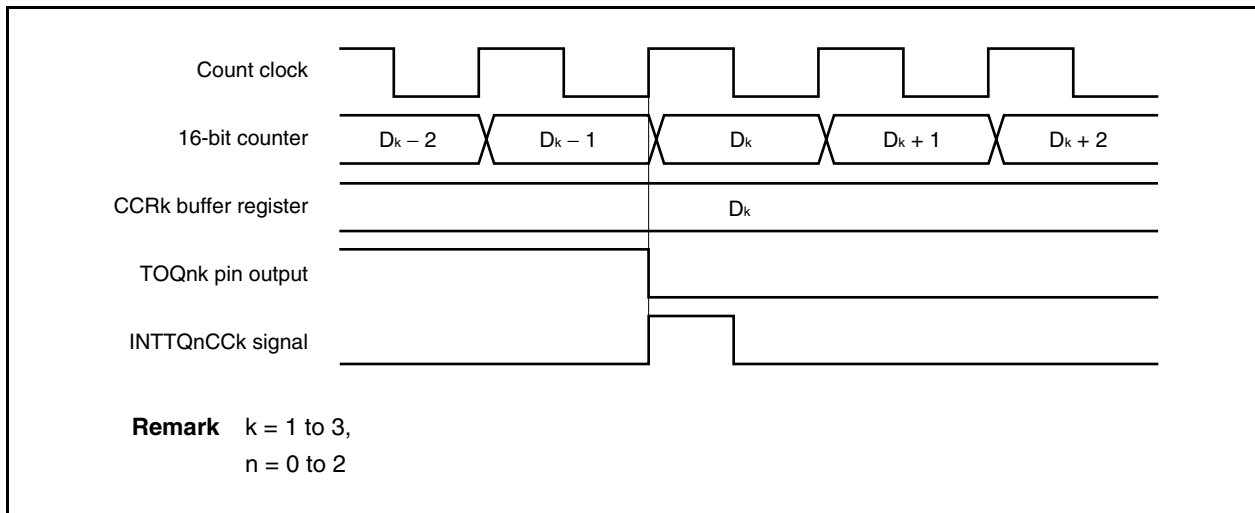 Count clock
16-bit counter
Dk − 2
Dk − 1
Dk
Dk + 1
Dk + 2
CCRk buffer register
Dk
TOQnk pin output
INTTQnCCk signal
Remark k = 1 to 3,
n = 0 to 2